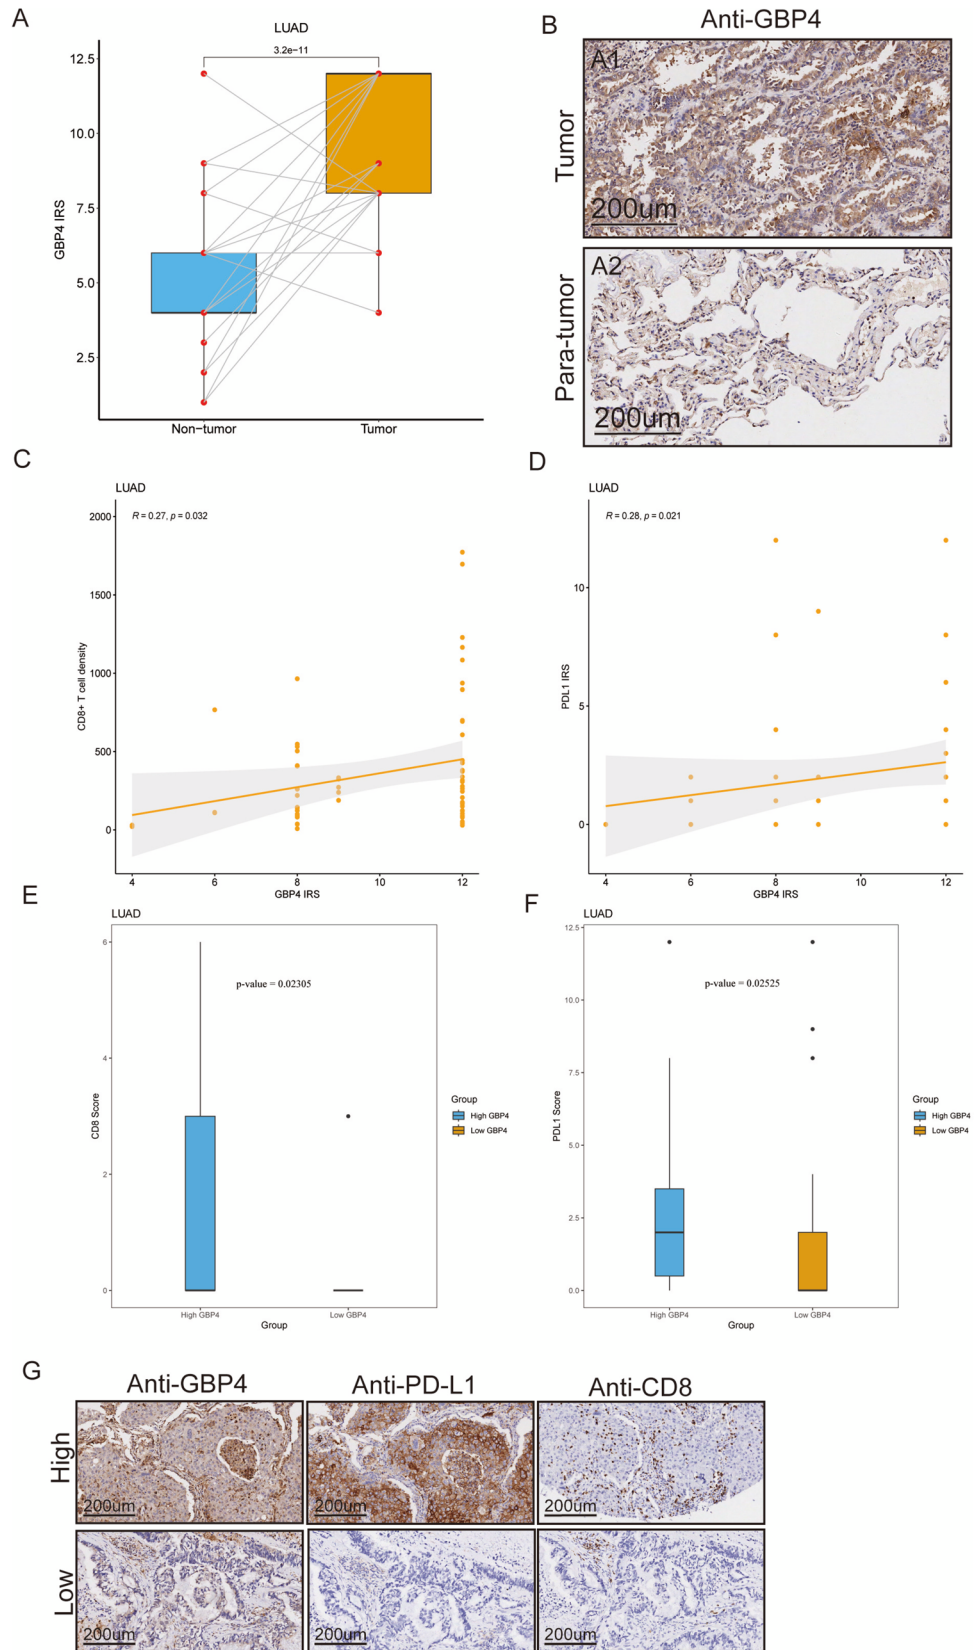 A
LUAD
3.2e−11
12.5
10.0
7.5
5.0
2.5
GBP4 IRS
Non−tumor
Tumor
B
Anti-GBP4
Tumor
A1
200um
Para-tumor
A2
200um
C
LUAD
R = 0.27, p = 0.032
2000
1500
1000
500
0
CD8+ T cell density
4
6
8
10
12
GBP4 IRS
D
LUAD
R = 0.28, p = 0.021
10
5
0
PDL1 IRS
4
6
8
10
12
GBP4 IRS
E
LUAD
p-value = 0.02305
6
4
2
0
CD8 Score
High GBP4
Low GBP4
Group
Group
High GBP4
Low GBP4
F
LUAD
p-value = 0.02525
12.5
10.0
7.5
5.0
2.5
0.0
PDL1 Score
High GBP4
Low GBP4
Group
Group
High GBP4
Low GBP4
G
Anti-GBP4
Anti-PD-L1
Anti-CD8
High
200um
200um
200um
Low
200um
200um
200um